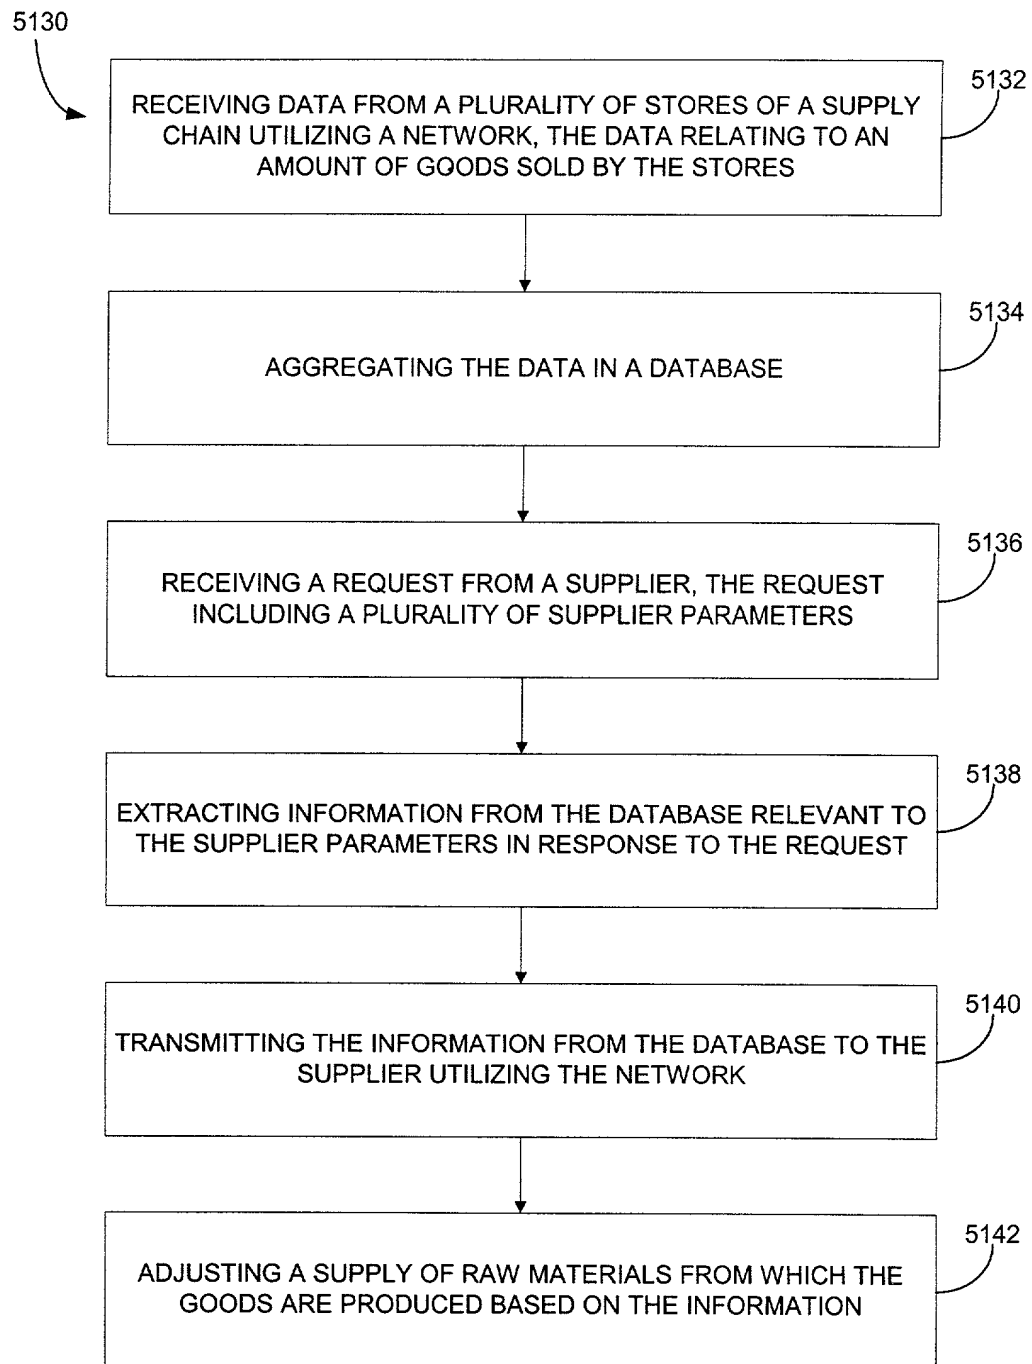 5130
RECEIVING DATA FROM A PLURALITY OF STORES OF A SUPPLY
CHAIN UTILIZING A NETWORK, THE DATA RELATING TO AN
AMOUNT OF GOODS SOLD BY THE STORES
5132
AGGREGATING THE DATA IN A DATABASE
5134
RECEIVING A REQUEST FROM A SUPPLIER, THE REQUEST
INCLUDING A PLURALITY OF SUPPLIER PARAMETERS
5136
EXTRACTING INFORMATION FROM THE DATABASE RELEVANT TO
THE SUPPLIER PARAMETERS IN RESPONSE TO THE REQUEST
5138
TRANSMITTING THE INFORMATION FROM THE DATABASE TO THE
SUPPLIER UTILIZING THE NETWORK
5140
ADJUSTING A SUPPLY OF RAW MATERIALS FROM WHICH THE
GOODS ARE PRODUCED BASED ON THE INFORMATION
5142